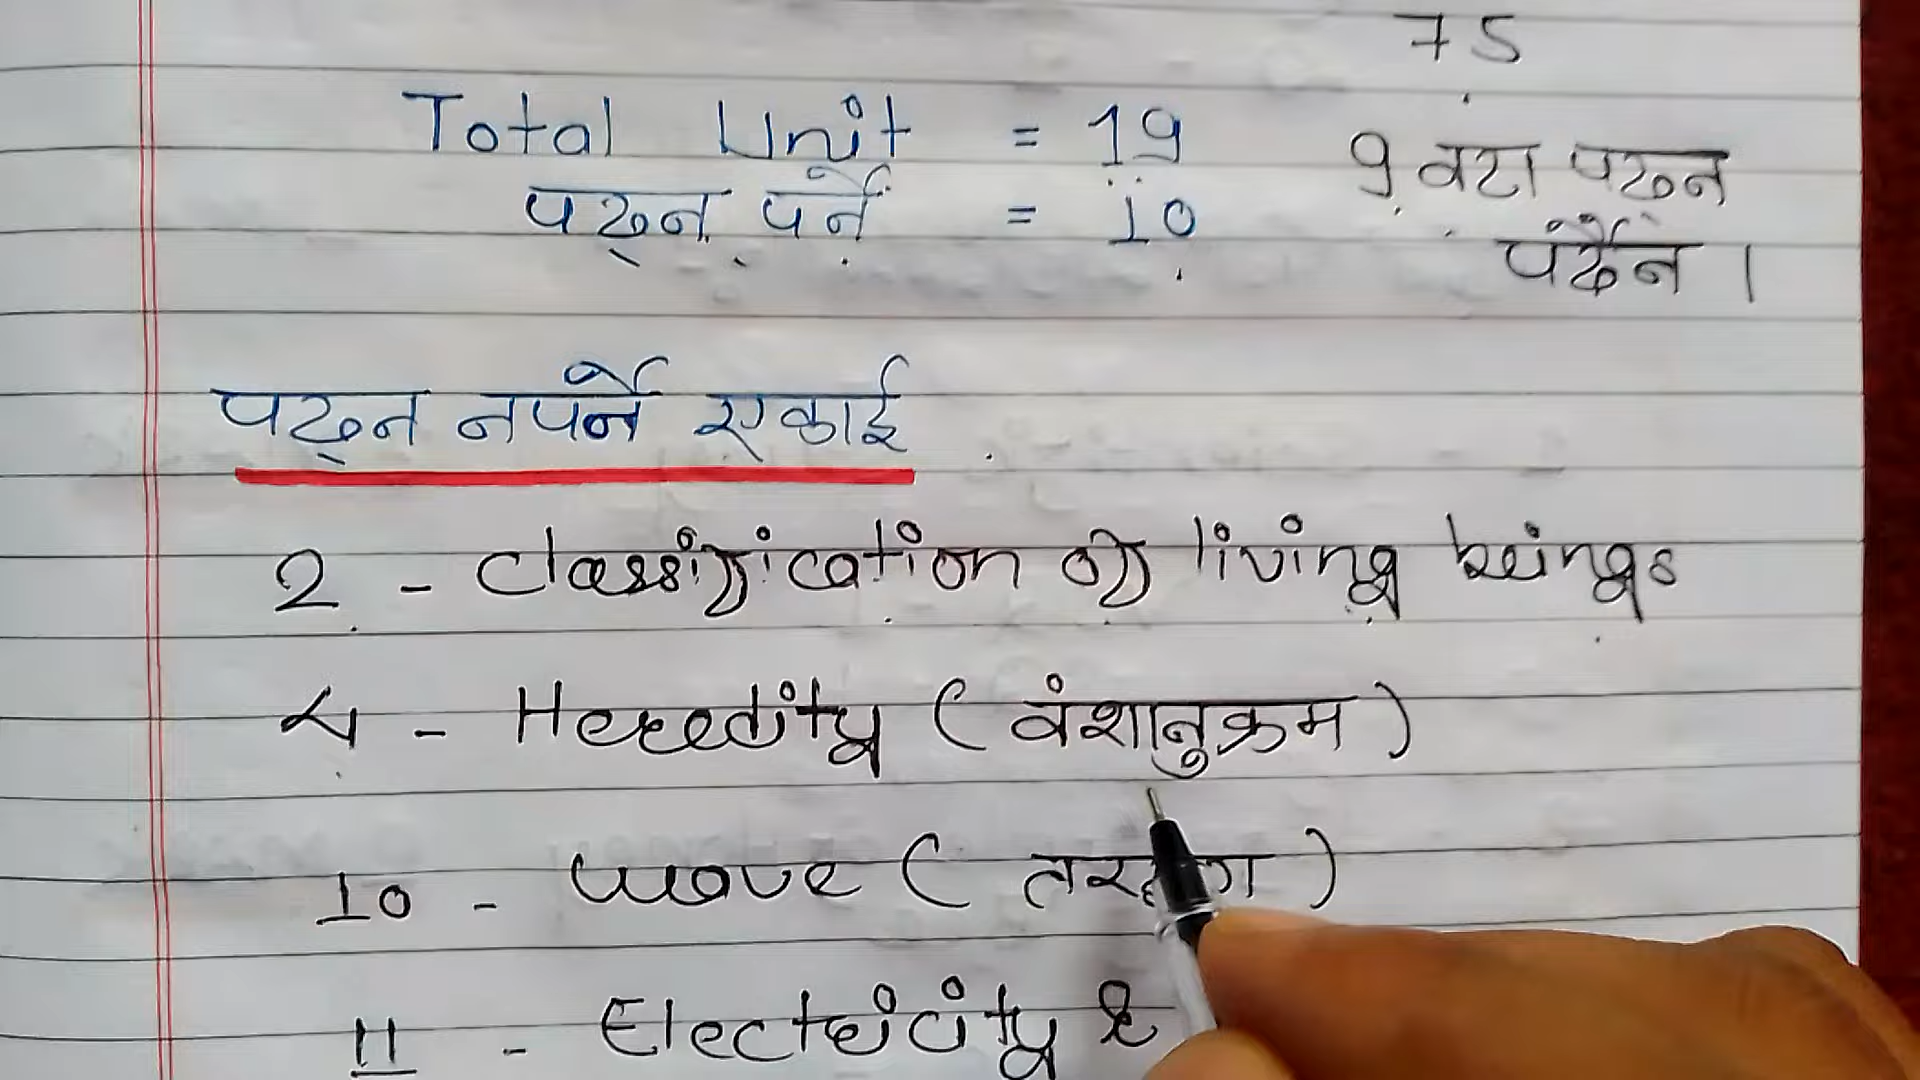 75
Total Unit = 19
पढ्न पर्ने = 10
9 वटा पढ्न
पर्दैन ।
पढ्न नपर्ने एकाई
2 - Classification of living beings
4 - Heredity (वंशानुक्रम)
10 - wave (तरङ्ग)
11 - Electricity &